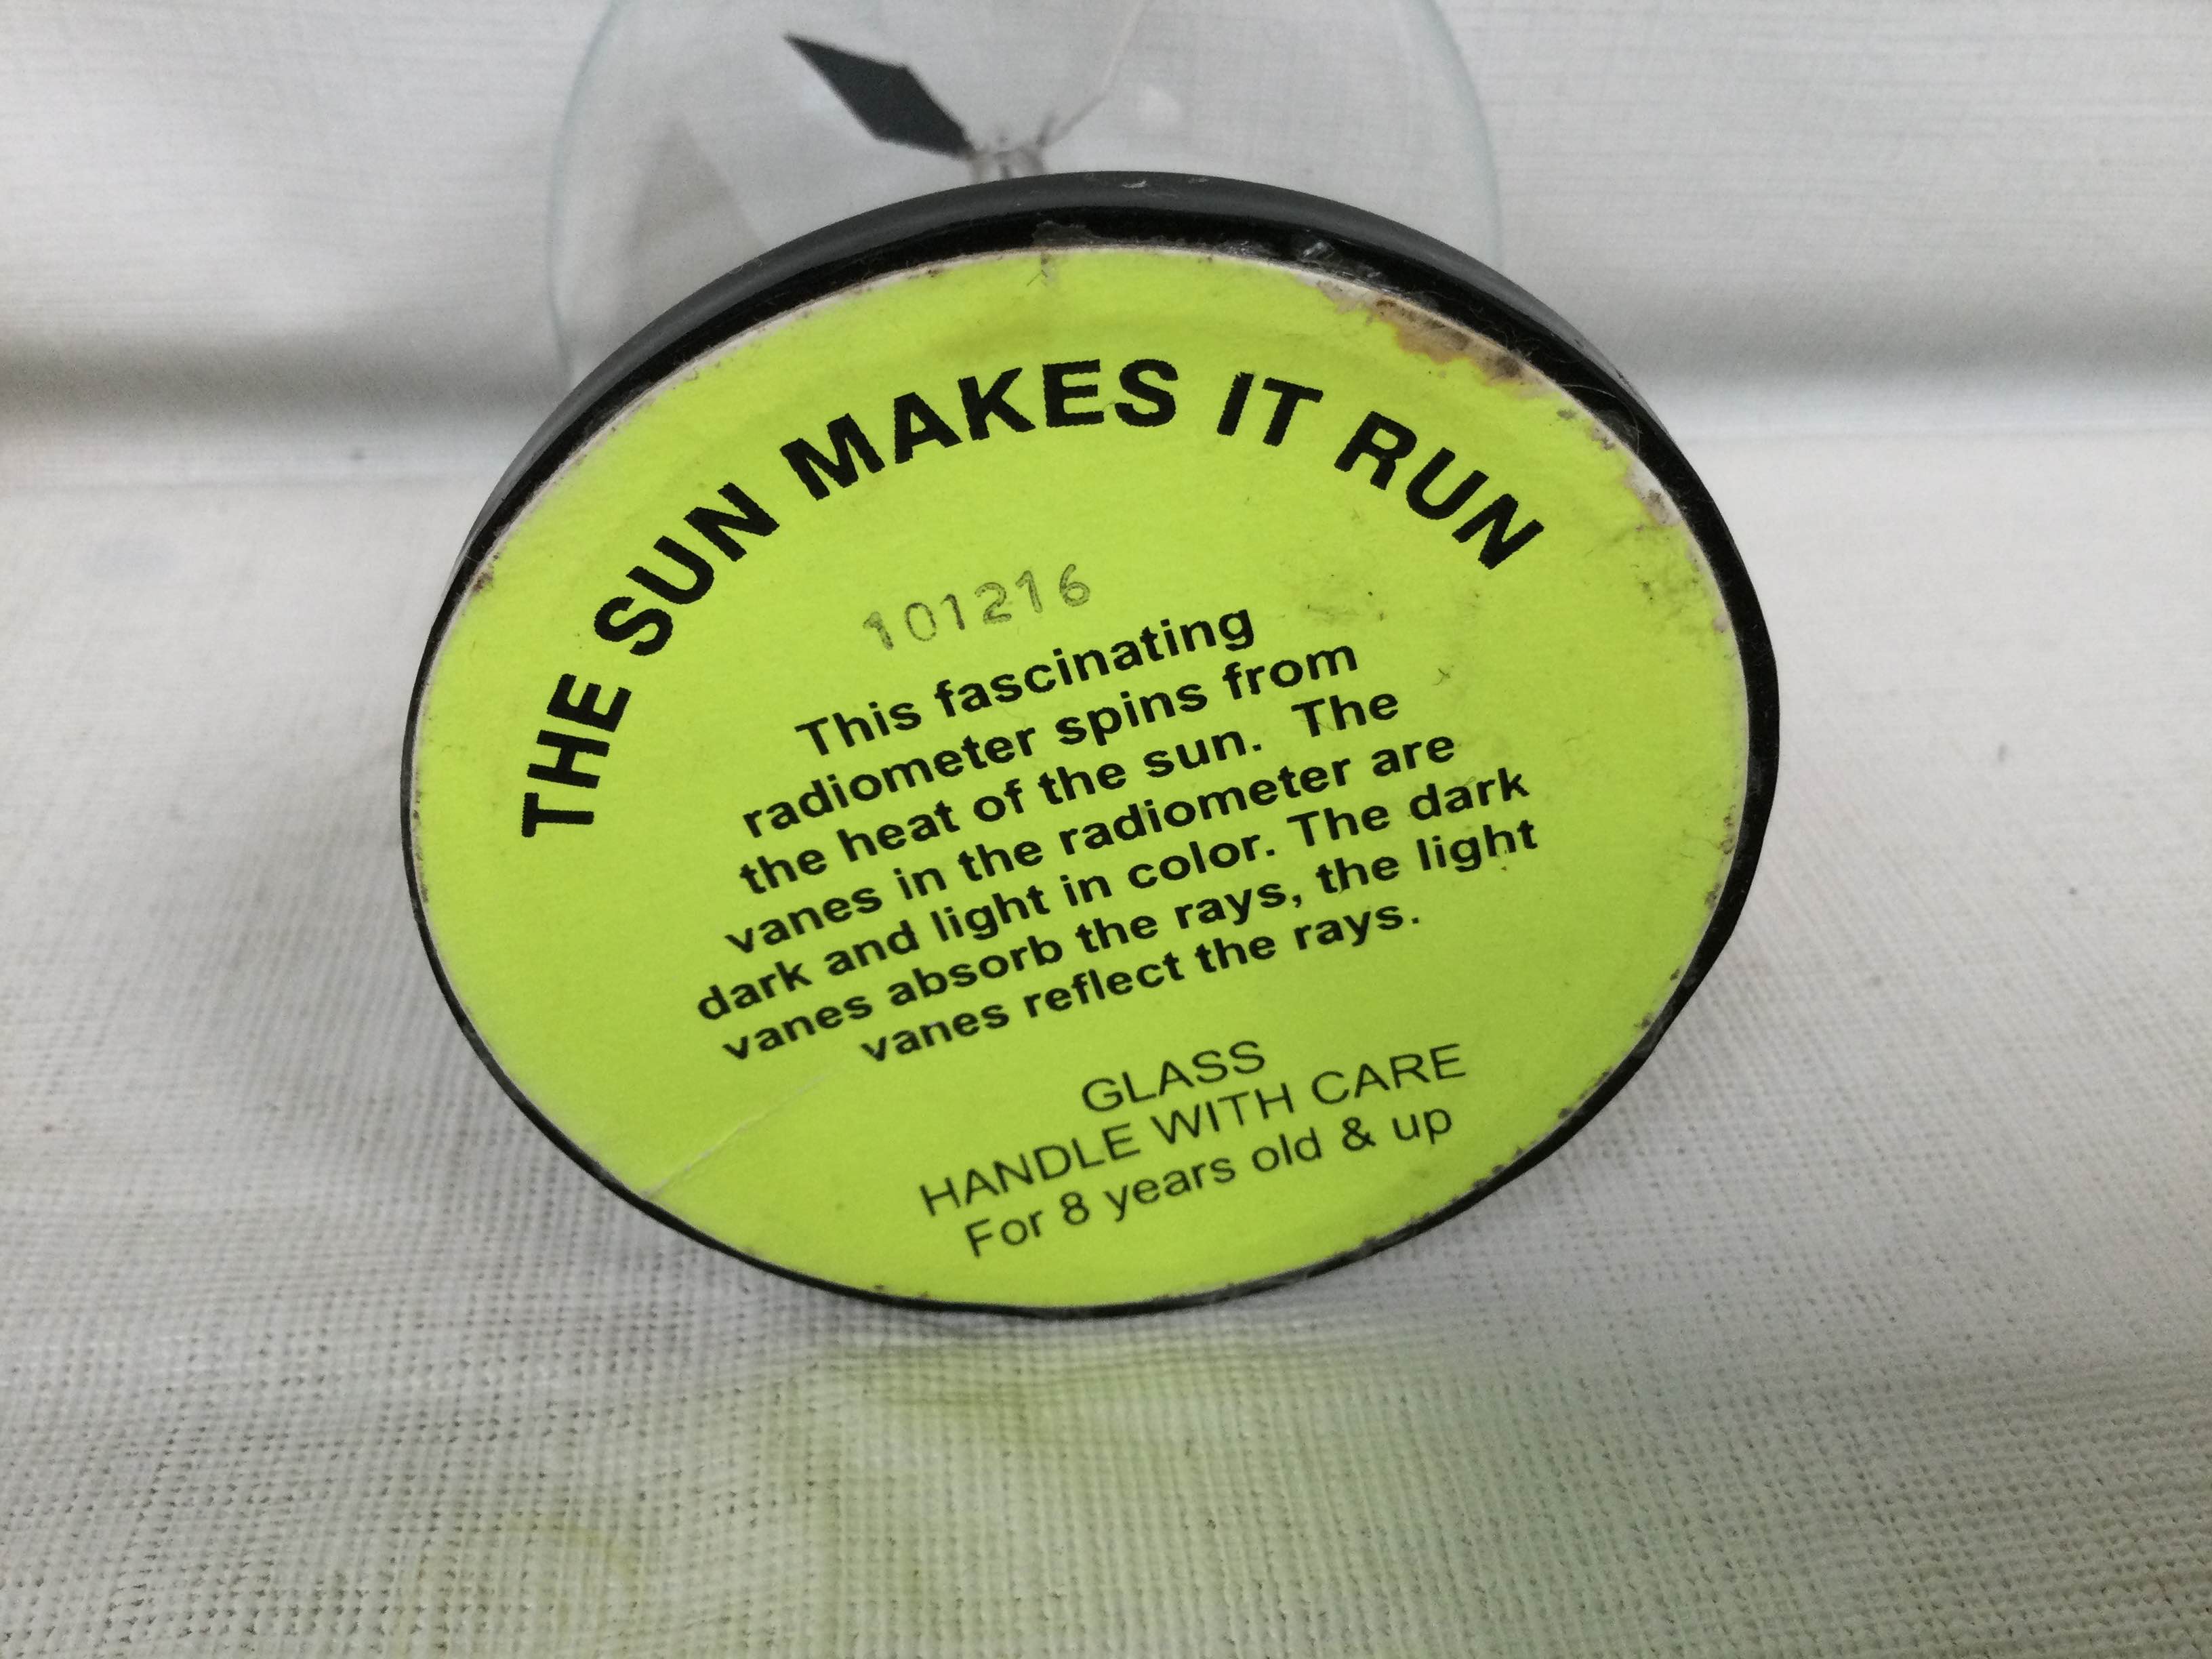 THE SUN MAKES IT RUN
101216
This fascinating
radiometer spins from
the heat of the sun. The
vanes in the radiometer are
dark and light in color. The dark
vanes absorb the rays, the light
vanes reflect the rays.
GLASS
HANDLE WITH CARE
For 8 years old & up